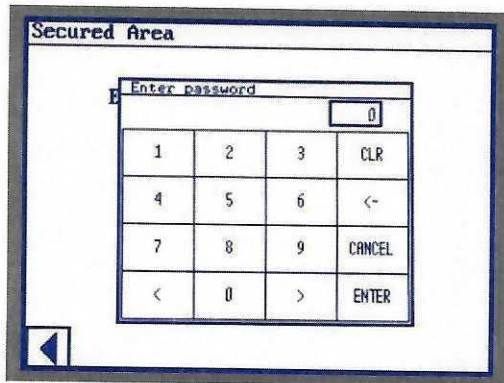 Secured Area
E
Enter password
0
1 2 3 CLR
4 5 6 <-
7 8 9 CANCEL
< 0 > ENTER